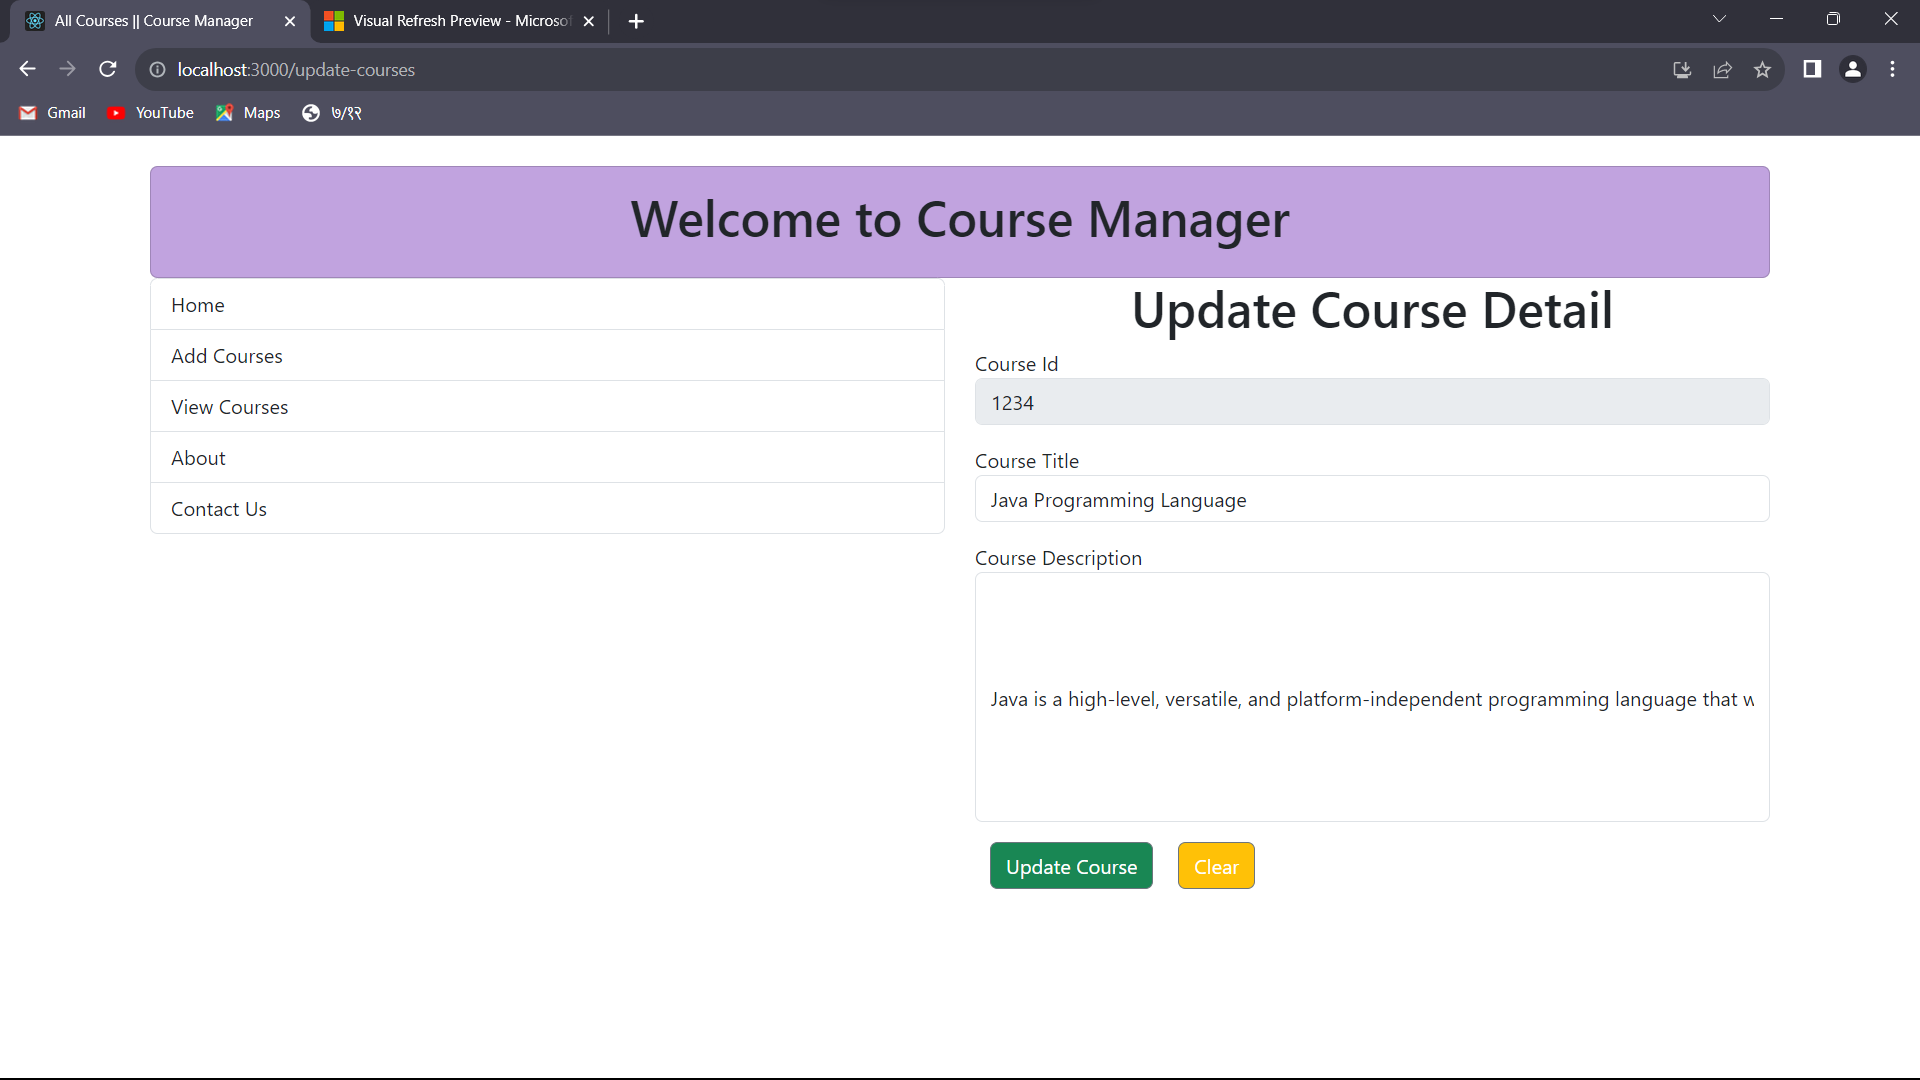 All Courses || Course Manager
Visual Refresh Preview - Microsof
localhost:3000/update-courses
Gmail
YouTube
Maps
७/१२
Welcome to Course Manager
Home
Add Courses
View Courses
About
Contact Us
Update Course Detail
Course Id
1234
Course Title
Java Programming Language
Course Description
Java is a high-level, versatile, and platform-independent programming language that w
Update Course
Clear